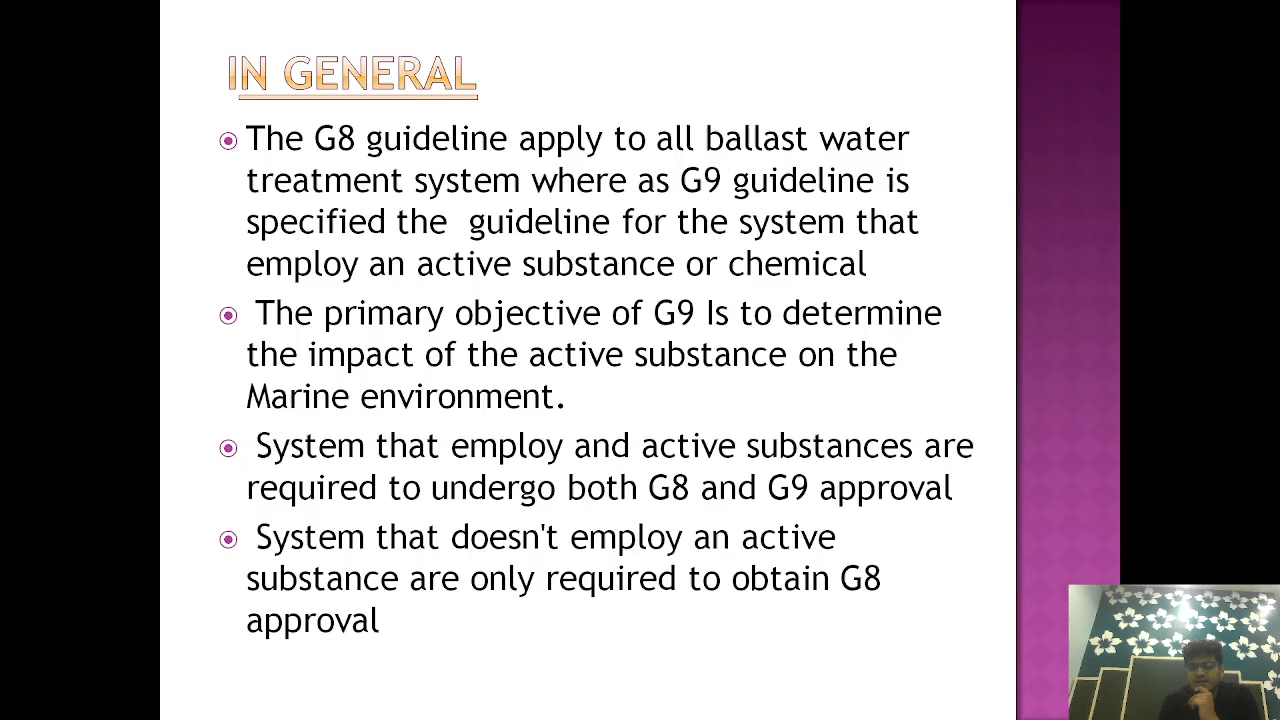 IN GENERAL
The G8 guideline apply to all ballast water
treatment system where as G9 guideline is
specified the  guideline for the system that
employ an active substance or chemical
The primary objective of G9 Is to determine
the impact of the active substance on the
Marine environment.
System that employ and active substances are
required to undergo both G8 and G9 approval
System that doesn't employ an active
substance are only required to obtain G8
approval